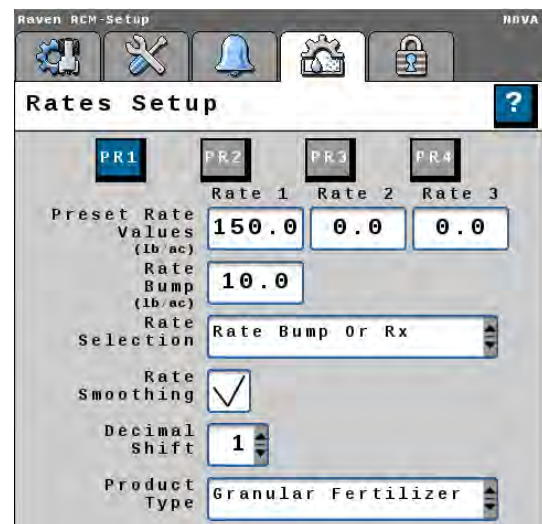 Raven RCM-Setup NOVA
Rates Setup ?
PR1 PR2 PR3 PR4
Rate 1 Rate 2 Rate 3
Preset Rate
Values
(lb/ac)
150.0 0.0 0.0
Rate
Bump
(lb/ac)
10.0
Rate
Selection
Rate Bump Or Rx
Rate
Smoothing
Decimal
Shift
1
Product
Type
Granular Fertilizer